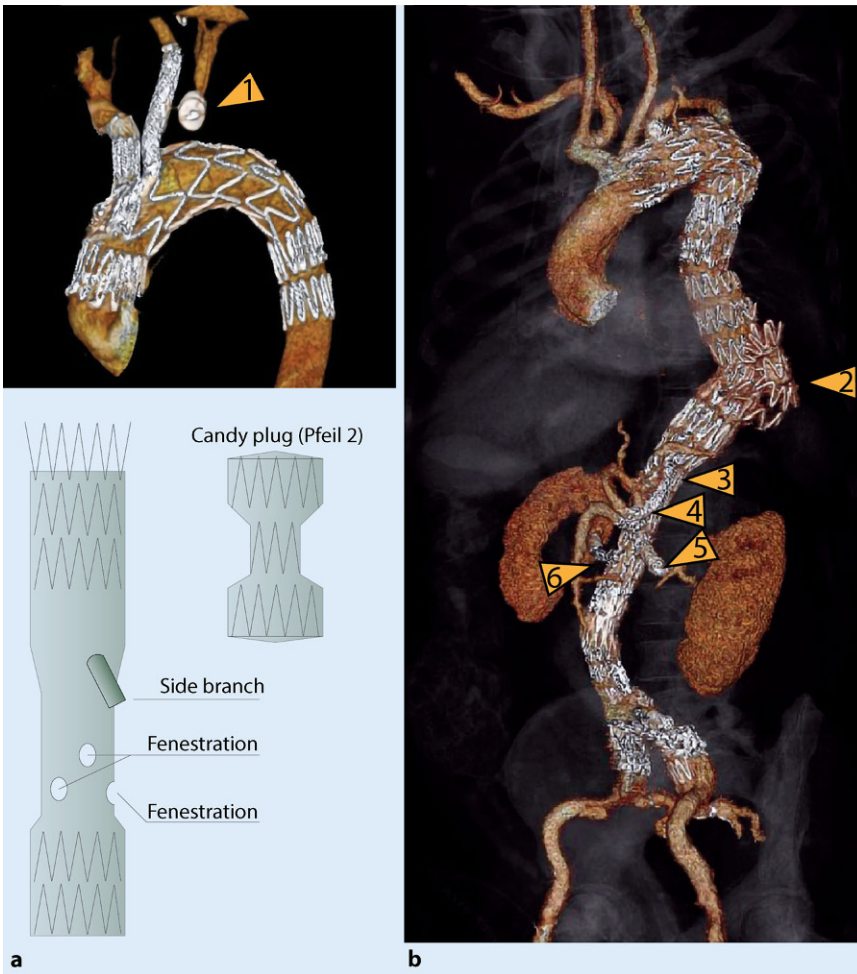 1
Candy plug (Pfeil 2)
Side branch
Fenestration
Fenestration
a
2
3
4
5
6
b